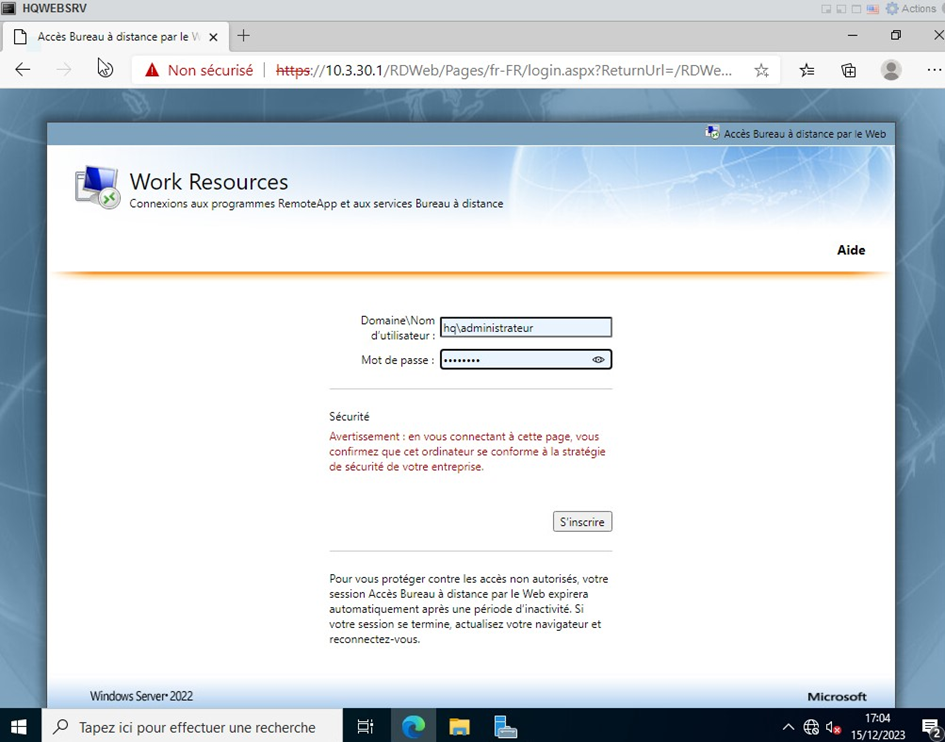 HQWEBSRV
Actions
Accès Bureau à distance par le W
Non sécurisé
https://10.3.30.1/RDWeb/Pages/fr-FR/login.aspx?ReturnUrl=/RDWe...
Accès Bureau à distance par le Web
Work Resources
Connexions aux programmes RemoteApp et aux services Bureau à distance
Aide
Domaine\Nom
d'utilisateur :
hq\administrateur
Mot de passe :
••••••••
Sécurité
Avertissement : en vous connectant à cette page, vous
confirmez que cet ordinateur se conforme à la stratégie
de sécurité de votre entreprise.
S'inscrire
Pour vous protéger contre les accès non autorisés, votre
session Accès Bureau à distance par le Web expirera
automatiquement après une période d'inactivité. Si
votre session se termine, actualisez votre navigateur et
reconnectez-vous.
Windows Server 2022
Microsoft
Tapez ici pour effectuer une recherche
17:04
15/12/2023
2